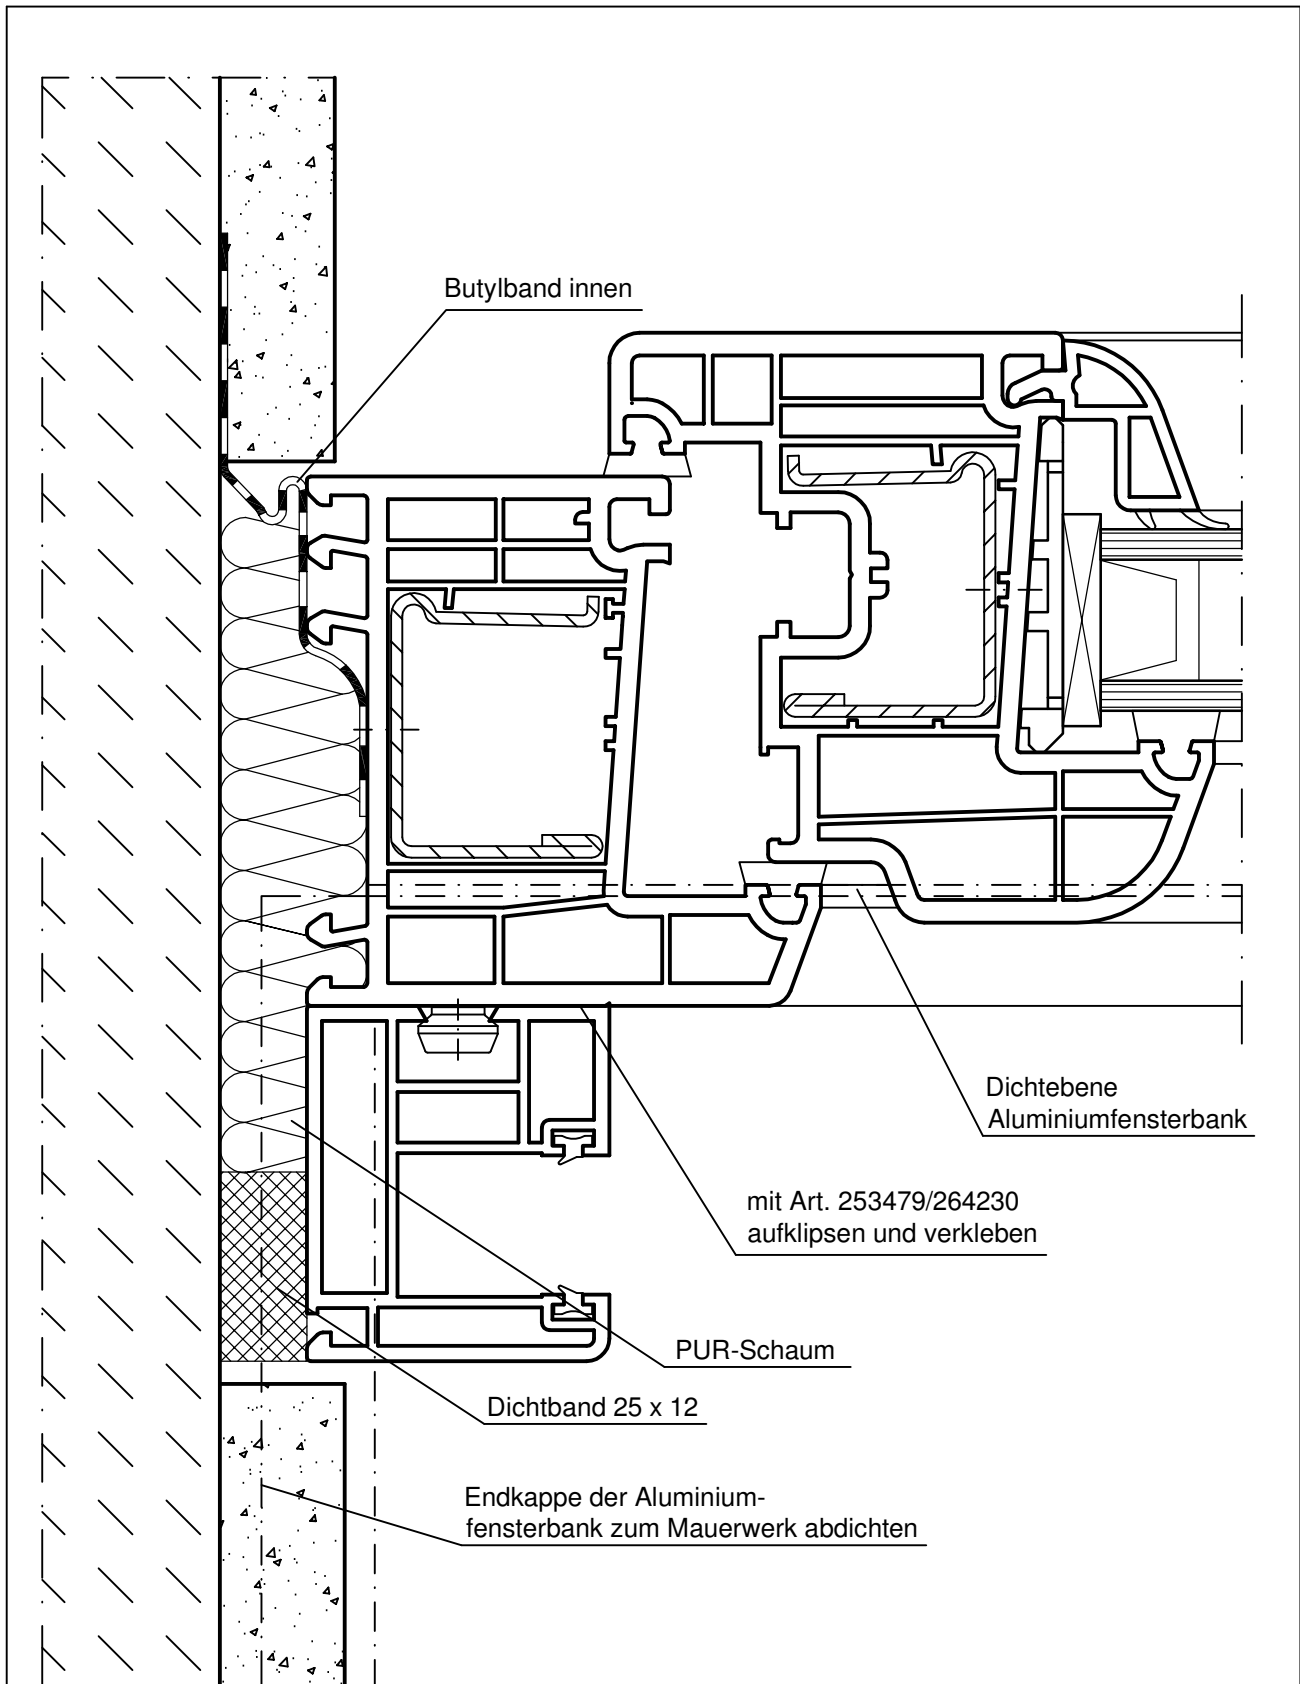 Butylband innen
Dichtebene
Aluminiumfensterbank
mit Art. 253479/264230
aufklipsen und verkleben
PUR-Schaum
Dichtband 25 x 12
Endkappe der Aluminium-
fensterbank zum Mauerwerk abdichten